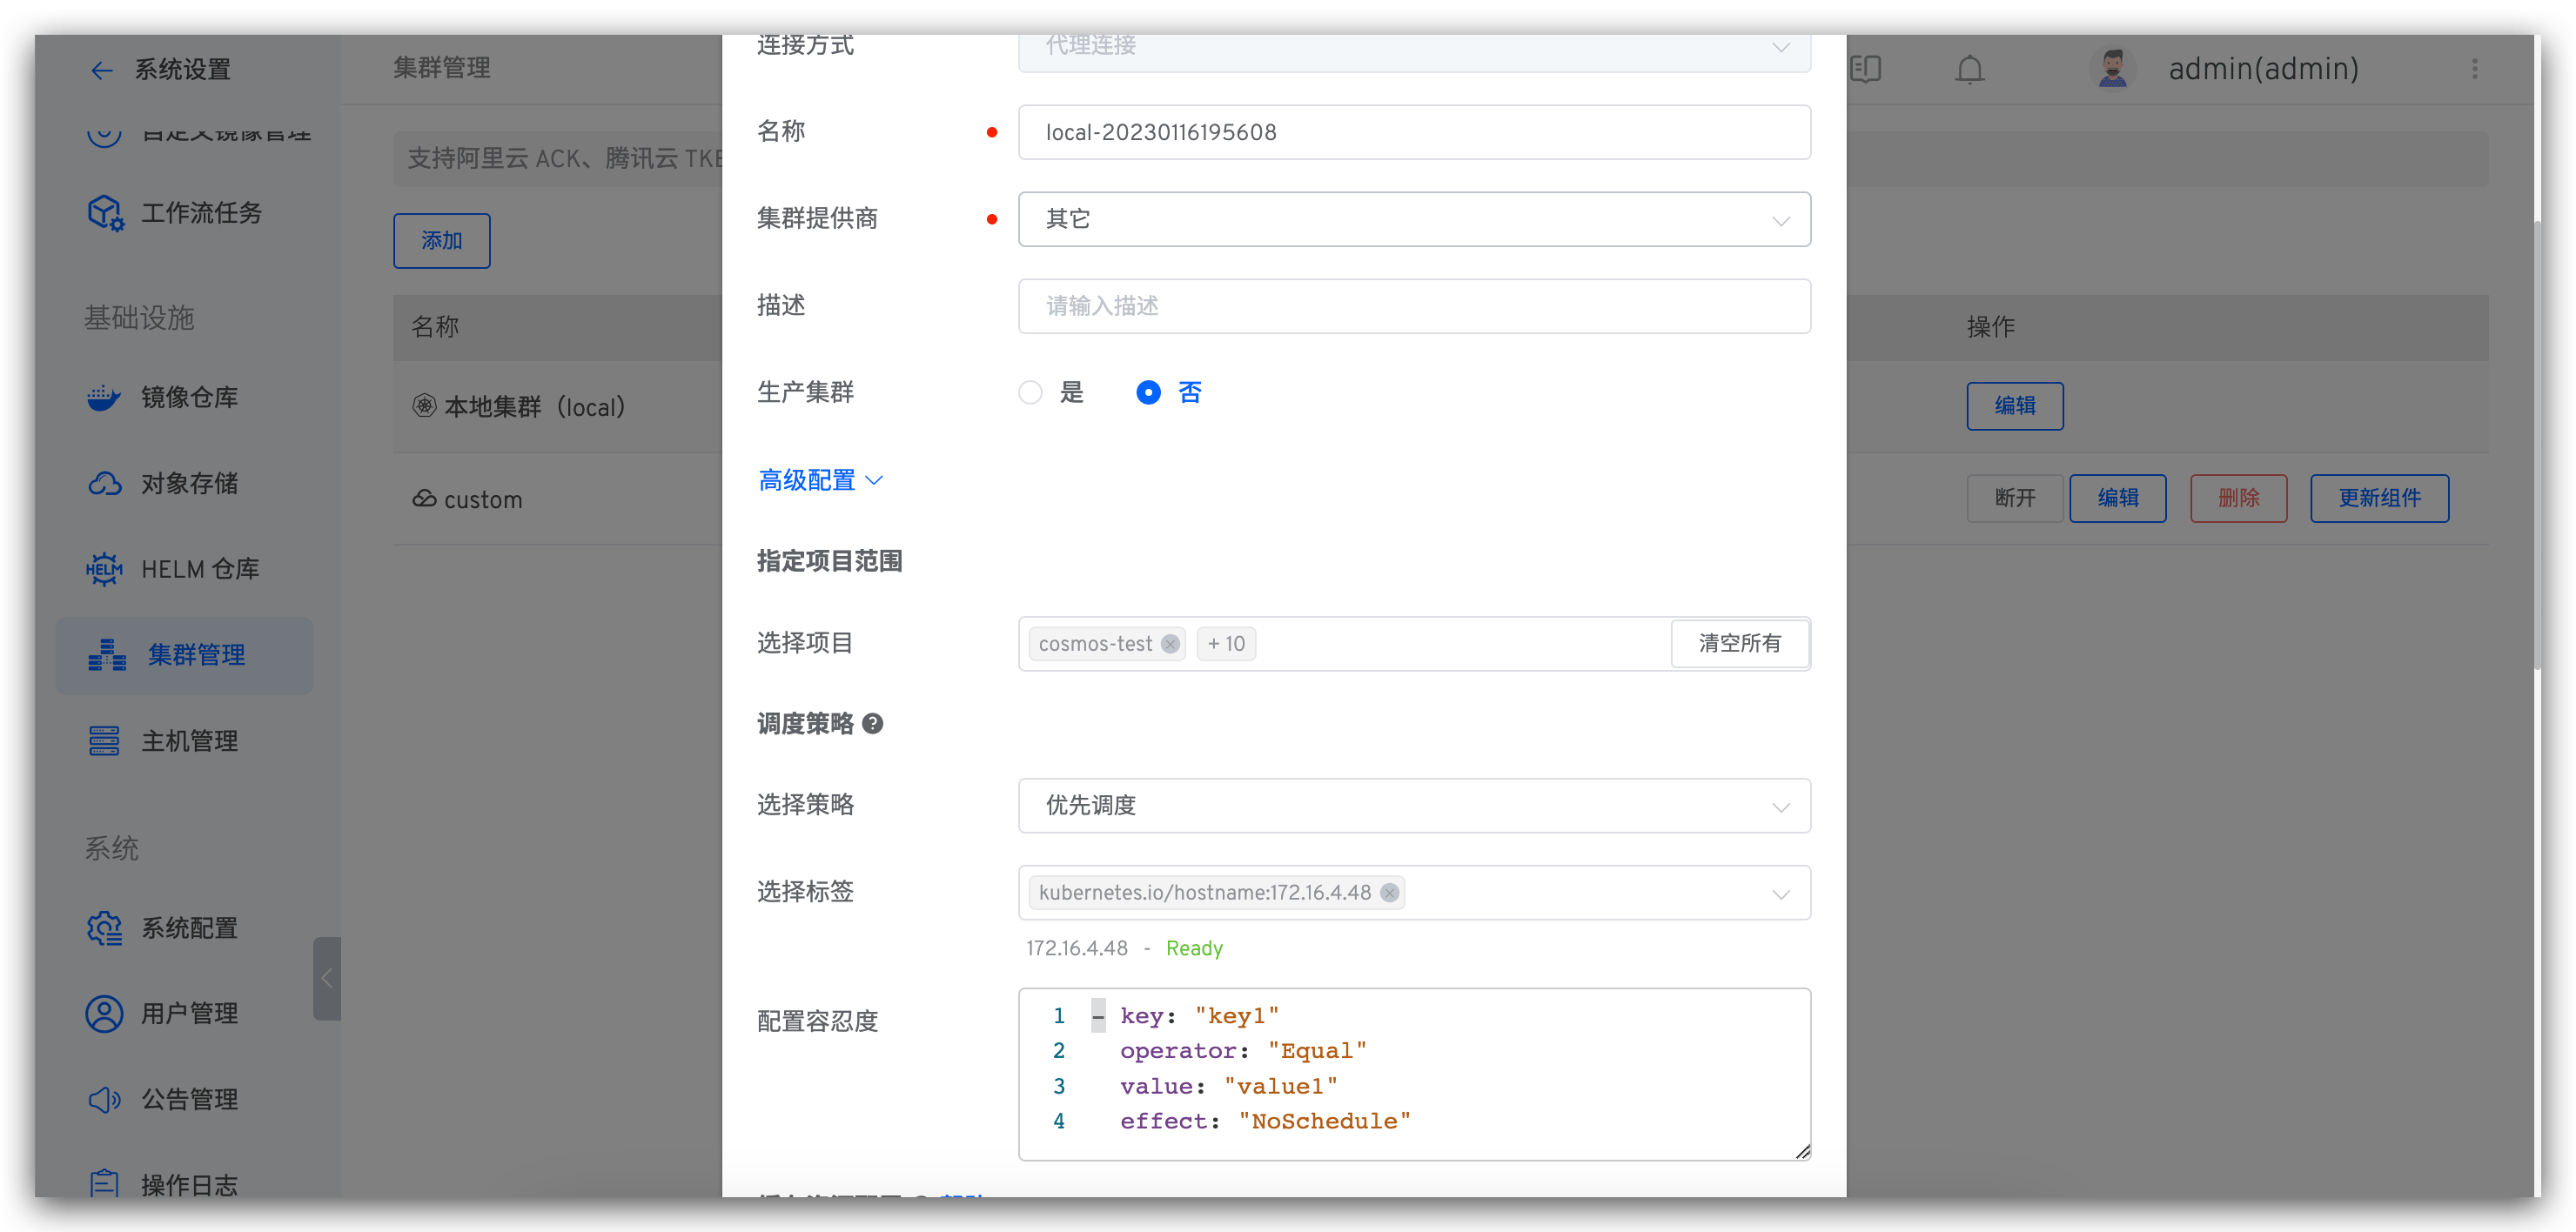 系统设置
自定义镜像管理
工作流任务
基础设施
镜像仓库
对象存储
HELM 仓库
集群管理
主机管理
系统
系统配置
用户管理
公告管理
操作日志
集群管理
支持阿里云 ACK、腾讯云 TKE
添加
名称
本地集群（local）
custom
连接方式 代理连接
名称 local-20230116195608
集群提供商 其它
描述 请输入描述
生产集群 是 否
高级配置
指定项目范围
选择项目 cosmos-test + 10 清空所有
调度策略
选择策略 优先调度
选择标签 kubernetes.io/hostname:172.16.4.48
172.16.4.48 - Ready
配置容忍度
1 - key: "key1"
2 operator: "Equal"
3 value: "value1"
4 effect: "NoSchedule"
admin(admin)
操作
编辑
断开 编辑 删除 更新组件